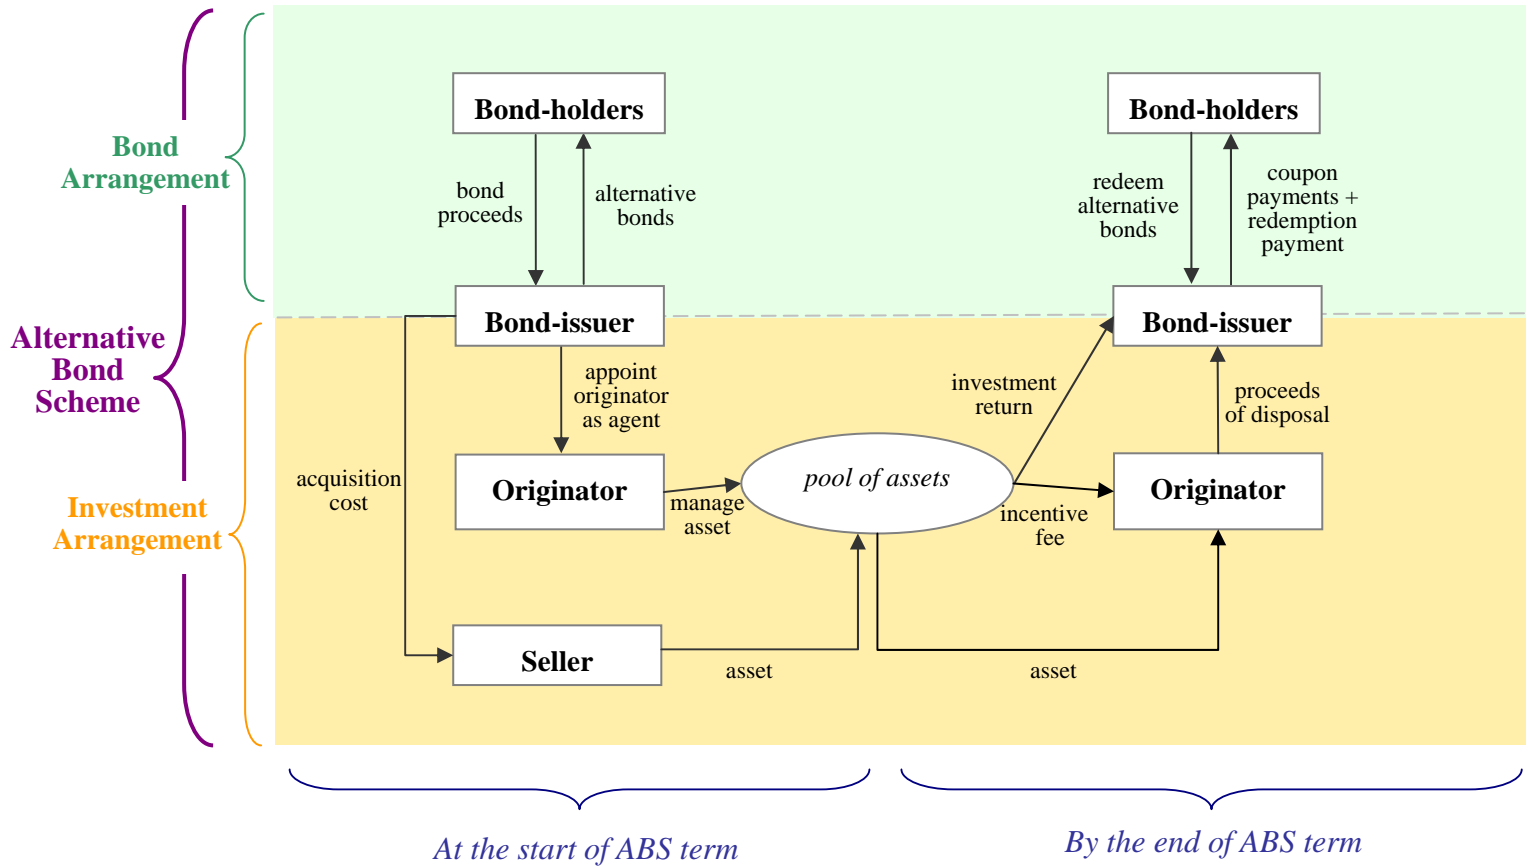 Bond
Arrangement
Alternative
Bond
Scheme
Investment
Arrangement
Bond-holders
bond
proceeds
alternative
bonds
Bond-issuer
appoint
originator
as agent
acquisition
cost
Originator
manage
asset
pool of assets
Seller
asset
Bond-holders
redeem
alternative
bonds
coupon
payments +
redemption
payment
Bond-issuer
investment
return
proceeds
of disposal
Originator
incentive
fee
asset
At the start of ABS term
By the end of ABS term